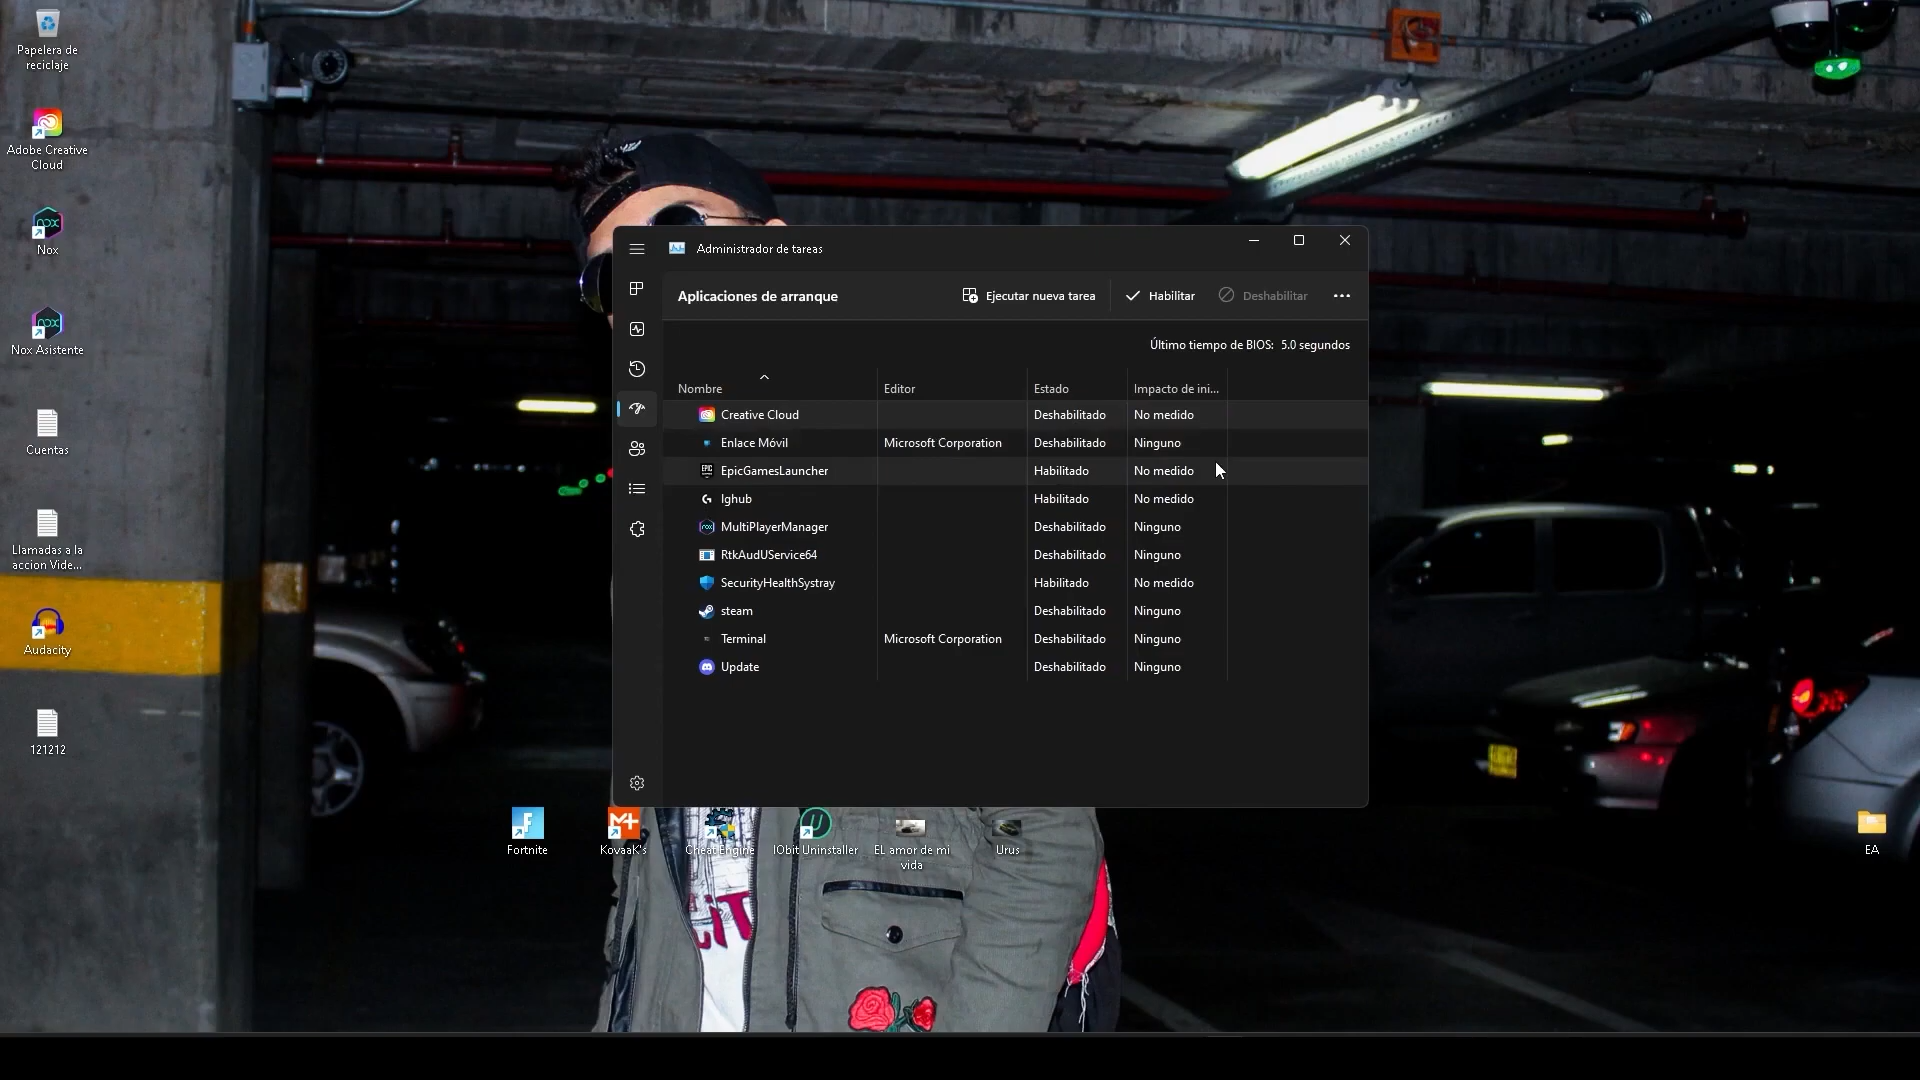 Papelera de
reciclaje
Adobe Creative
Cloud
Nox
Nox Asistente
Cuentas
Llamadas a la
accion Vide...
Audacity
121212
Administrador de tareas
Aplicaciones de arranque
Ejecutar nueva tarea
Habilitar
Deshabilitar
Último tiempo de BIOS: 5.0 segundos
Nombre Editor Estado Impacto de ini...
Creative Cloud Deshabilitado No medido
Enlace Móvil Microsoft Corporation Deshabilitado Ninguno
EpicGamesLauncher Habilitado No medido
lghub Habilitado No medido
MultiPlayerManager Deshabilitado Ninguno
RtkAudUService64 Deshabilitado Ninguno
SecurityHealthSystray Habilitado No medido
steam Deshabilitado Ninguno
Terminal Microsoft Corporation Deshabilitado Ninguno
Update Deshabilitado Ninguno
Fortnite
KovaaK's
Cheat Engine
IObit Uninstaller
EL amor de mi
vida
Urus
EA